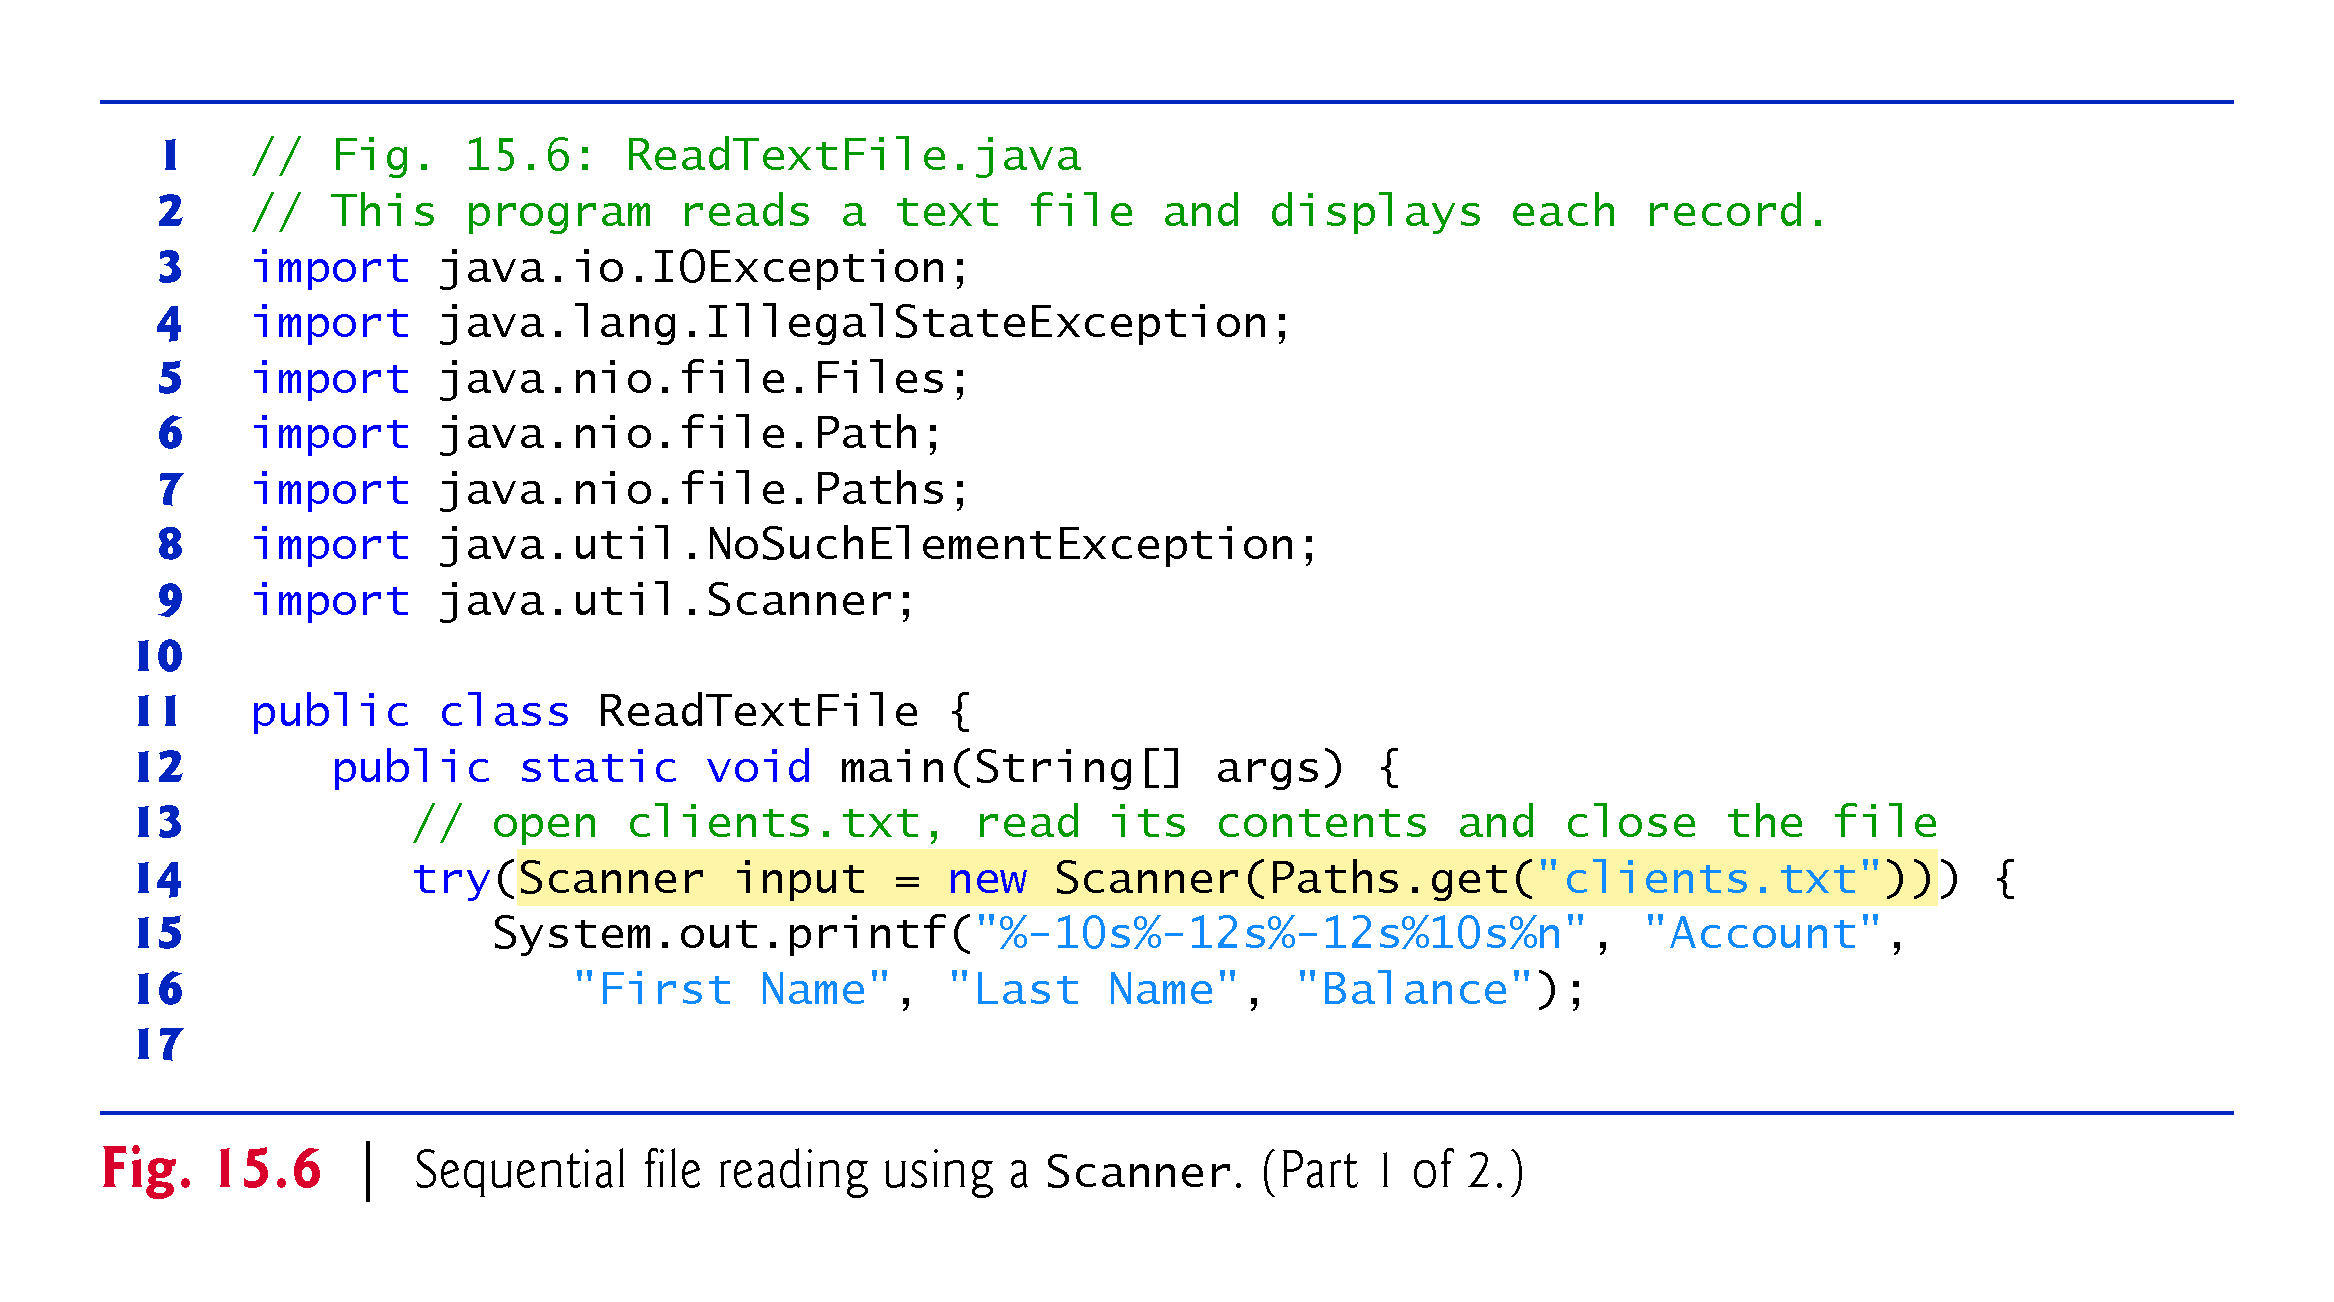 1 // Fig. 15.6: ReadTextFile.java
2 // This program reads a text file and displays each record.
3 import java.io.IOException;
4 import java.lang.IllegalStateException;
5 import java.nio.file.Files;
6 import java.nio.file.Path;
7 import java.nio.file.Paths;
8 import java.util.NoSuchElementException;
9 import java.util.Scanner;
10
11 public class ReadTextFile {
12    public static void main(String[] args) {
13       // open clients.txt, read its contents and close the file
14       try(Scanner input = new Scanner(Paths.get("clients.txt"))) {
15          System.out.printf("%-10s%-12s%-12s%10s%n", "Account",
16             "First Name", "Last Name", "Balance");
17
Fig. 15.6 | Sequential file reading using a Scanner. (Part 1 of 2.)